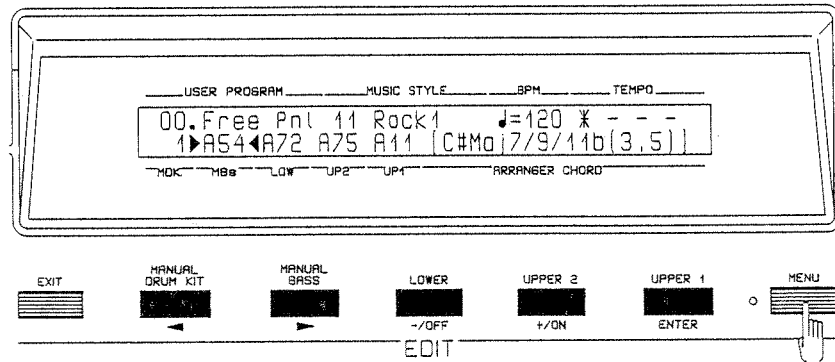 USER PROGRAM MUSIC STYLE BPM TEMPO
00.Free Pnl 11 Rock1 ♩=120 * - - -
1▶A54◀A72 A75 A11 [C#Maj7/9/11b(3,5)]
MDK MBs LOW UP2 UP1 ARRANGER CHORD
EXIT MANUAL DRUM KIT MANUAL BASS LOWER UPPER 2 UPPER 1 MENU
◀ ▶ -/OFF +/ON ENTER
EDIT